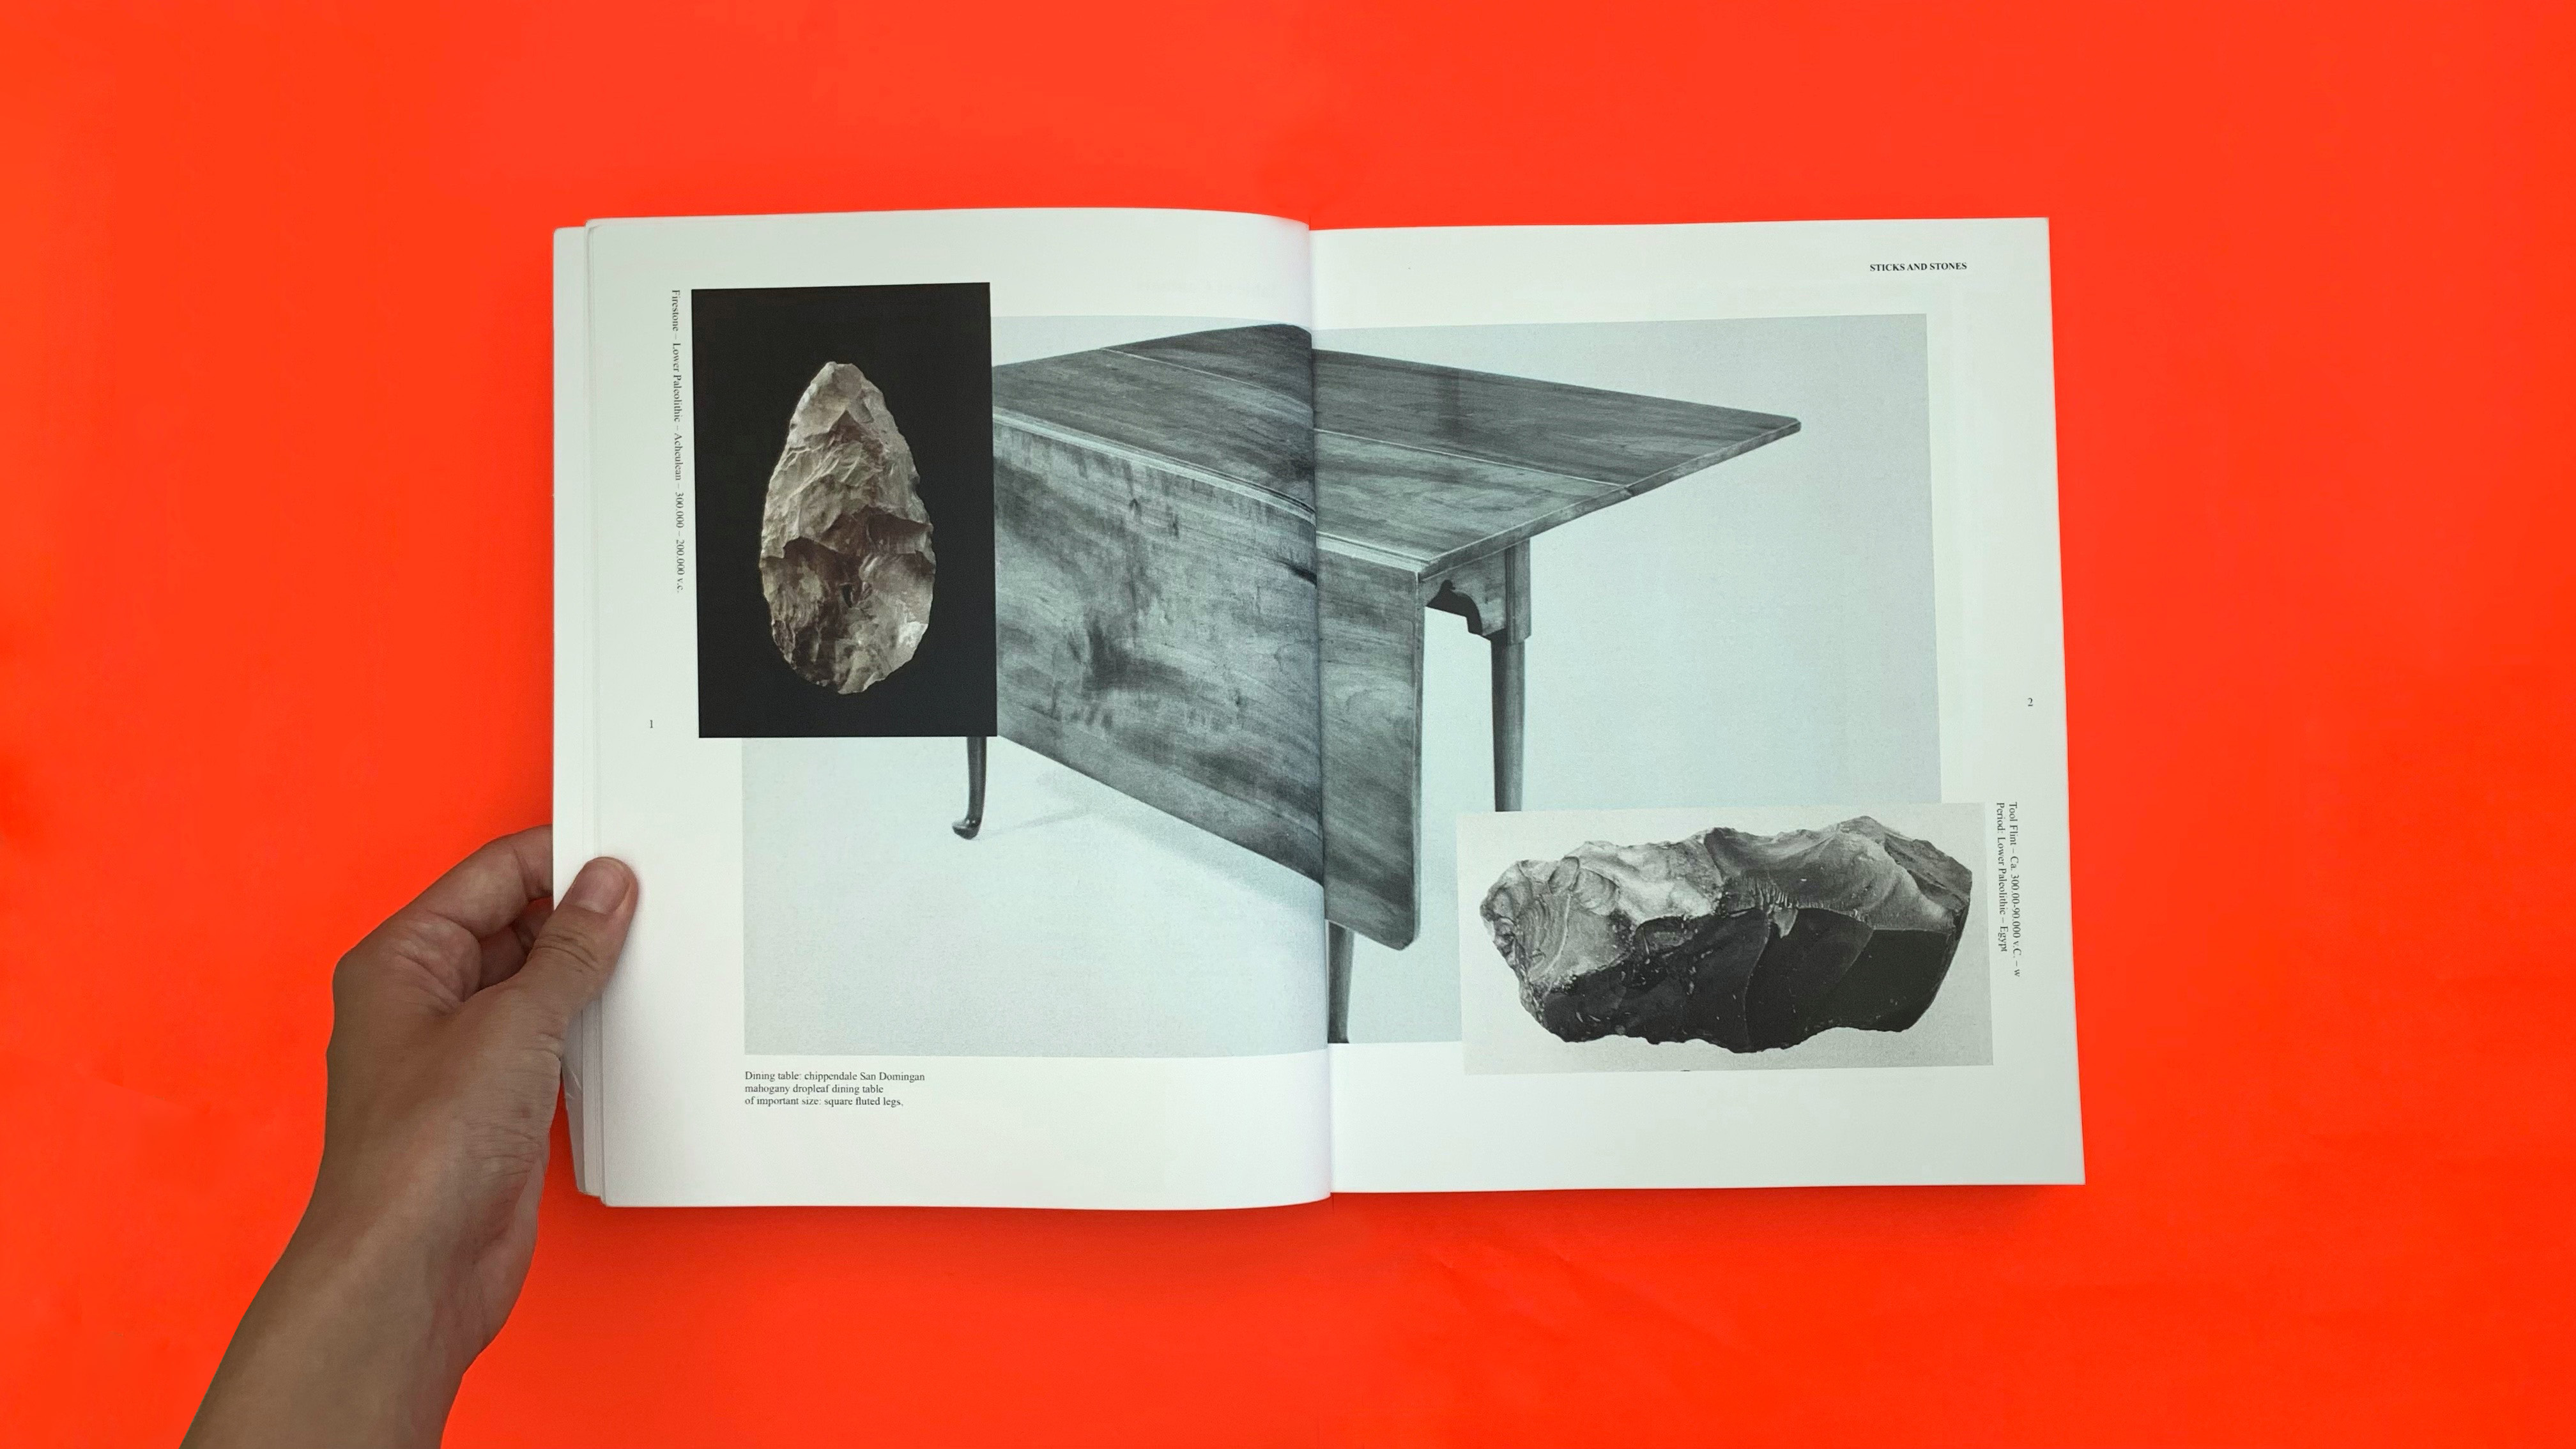 STICKS AND STONES
Firestone – Lower Paleolithic – Acheulean – 300.000 – 200.000 v.c.
1
2
Tool Flint – Ca. 300.00-90.000 v.C. – w
Period: Lower Paleolithic – Egypt
Dining table: chippendale San Domingan
mahogany dropleaf dining table
of important size: square fluted legs.